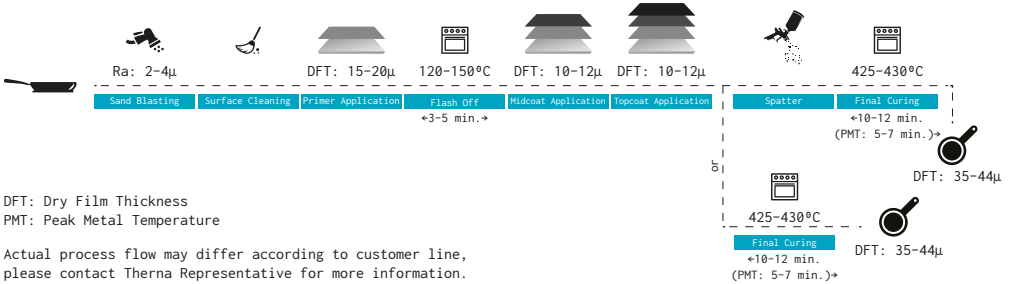 Ra: 2-4μ
DFT: 15-20μ
120-150ºC
DFT: 10-12μ
DFT: 10-12μ
425-430ºC
Sand Blasting
Surface Cleaning
Primer Application
Flash Off
Midcoat Application
Topcoat Application
Spatter
Final Curing
←3-5 min.→
←10-12 min.
(PMT: 5-7 min.)→
DFT: 35-44μ
or
425-430ºC
Final Curing
←10-12 min.
(PMT: 5-7 min.)→
DFT: 35-44μ
DFT: Dry Film Thickness
PMT: Peak Metal Temperature
Actual process flow may differ according to customer line,
please contact Therna Representative for more information.